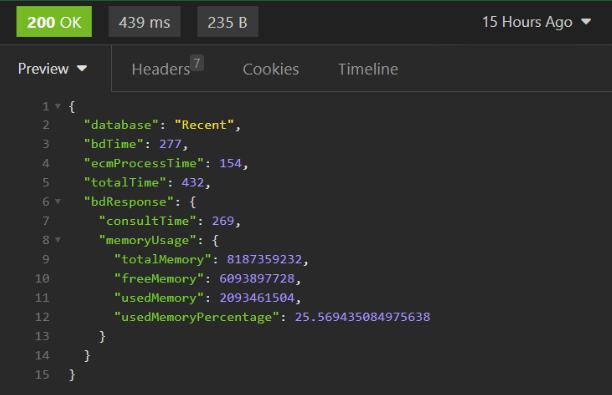 200 OK 439 ms 235 B 15 Hours Ago
Preview Headers 7 Cookies Timeline
1 {
2 "database": "Recent",
3 "bdTime": 277,
4 "ecmProcessTime": 154,
5 "totalTime": 432,
6 "bdResponse": {
7 "consultTime": 269,
8 "memoryUsage": {
9 "totalMemory": 8187359232,
10 "freeMemory": 6093897728,
11 "usedMemory": 2093461504,
12 "usedMemoryPercentage": 25.569435084975638
13 }
14 }
15 }